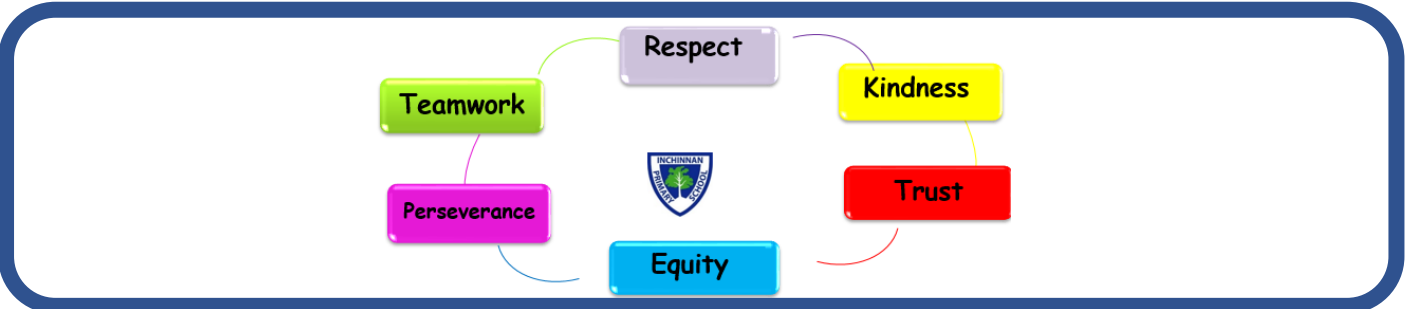 Respect
Kindness
Teamwork
Trust
Perseverance
Equity
INCHINNAN
PRIMARY
SCHOOL